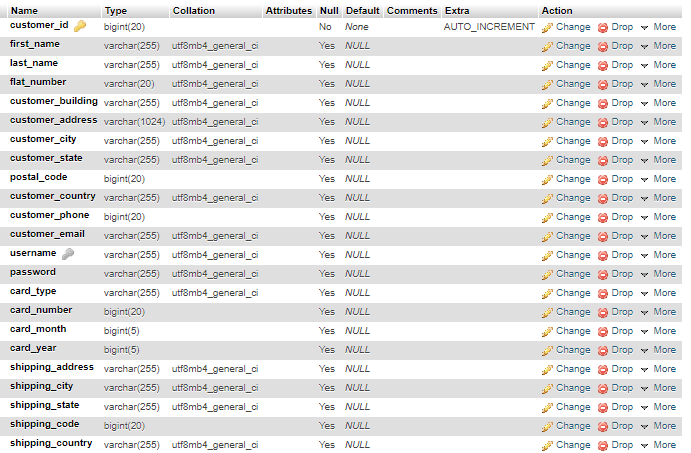 Name Type Collation Attributes Null Default Comments Extra Action
customer_id bigint(20) No None AUTO_INCREMENT Change Drop More
first_name varchar(255) utf8mb4_general_ci Yes NULL Change Drop More
last_name varchar(255) utf8mb4_general_ci Yes NULL Change Drop More
flat_number varchar(20) utf8mb4_general_ci Yes NULL Change Drop More
customer_building varchar(255) utf8mb4_general_ci Yes NULL Change Drop More
customer_address varchar(1024) utf8mb4_general_ci Yes NULL Change Drop More
customer_city varchar(255) utf8mb4_general_ci Yes NULL Change Drop More
customer_state varchar(255) utf8mb4_general_ci Yes NULL Change Drop More
postal_code bigint(20) Yes NULL Change Drop More
customer_country varchar(255) utf8mb4_general_ci Yes NULL Change Drop More
customer_phone bigint(20) Yes NULL Change Drop More
customer_email varchar(255) utf8mb4_general_ci Yes NULL Change Drop More
username varchar(255) utf8mb4_general_ci Yes NULL Change Drop More
password varchar(255) utf8mb4_general_ci Yes NULL Change Drop More
card_type varchar(255) utf8mb4_general_ci Yes NULL Change Drop More
card_number bigint(20) Yes NULL Change Drop More
card_month bigint(5) Yes NULL Change Drop More
card_year bigint(5) Yes NULL Change Drop More
shipping_address varchar(255) utf8mb4_general_ci Yes NULL Change Drop More
shipping_city varchar(255) utf8mb4_general_ci Yes NULL Change Drop More
shipping_state varchar(255) utf8mb4_general_ci Yes NULL Change Drop More
shipping_code bigint(20) Yes NULL Change Drop More
shipping_country varchar(255) utf8mb4_general_ci Yes NULL Change Drop More